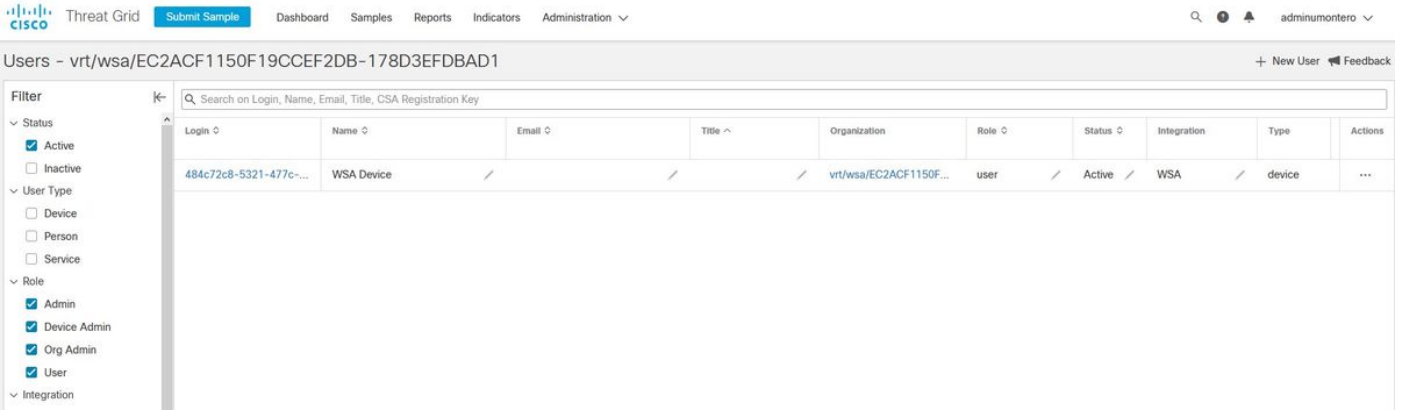 CISCO Threat Grid Submit Sample Dashboard Samples Reports Indicators Administration adminumontero
Users - vrt/wsa/EC2ACF1150F19CCEF2DB-178D3EFDBAD1 + New User Feedback
Filter
Search on Login, Name, Email, Title, CSA Registration Key
Status
Active
Inactive
User Type
Device
Person
Service
Role
Admin
Device Admin
Org Admin
User
Integration
Login Name Email Title Organization Role Status Integration Type Actions
484c72c8-5321-477c-... WSA Device vrt/wsa/EC2ACF1150F... user Active WSA device ...